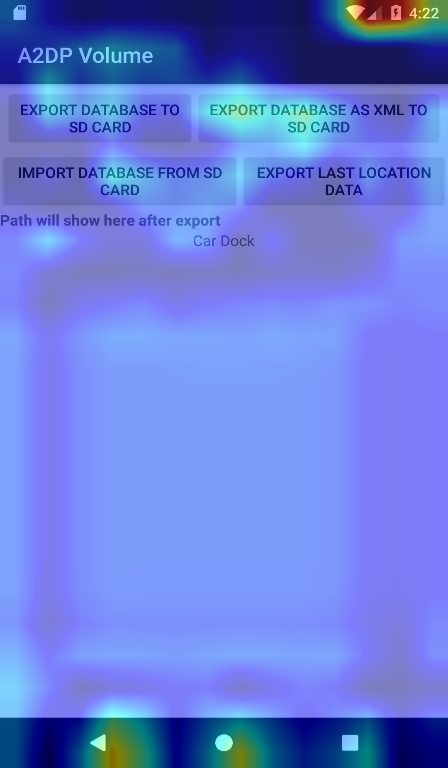 4:22
A2DP Volume
EXPORT DATABASE TO
SD CARD
EXPORT DATABASE AS XML TO
SD CARD
IMPORT DATABASE FROM SD
CARD
EXPORT LAST LOCATION
DATA
Path will show here after export
Car Dock